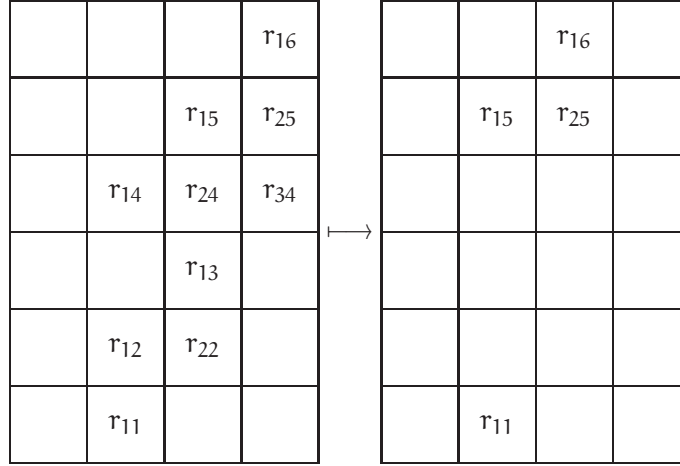 r₁₆ r₁₆
r₁₅ r₂₅ r₁₅ r₂₅
r₁₄ r₂₄ r₃₄
r₁₃
r₁₂ r₂₂
r₁₁ r₁₁